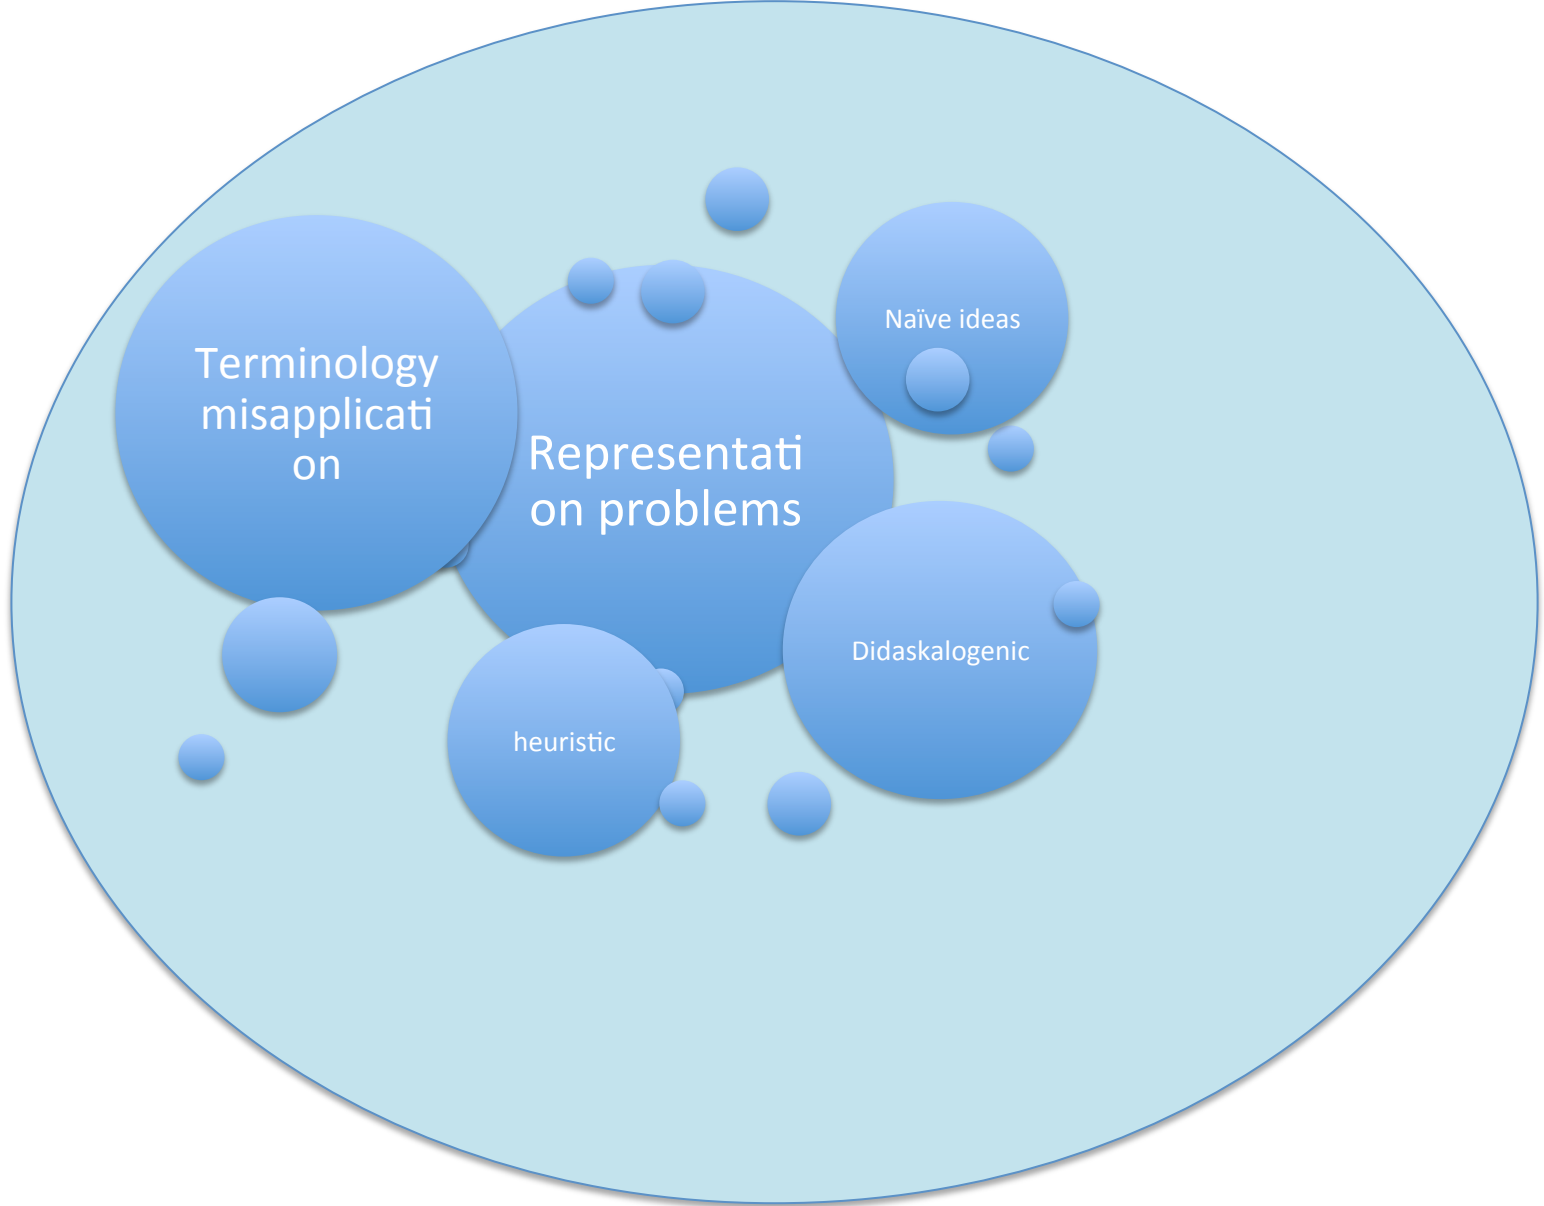 Terminology
misapplicati
on
Representati
on problems
Naïve ideas
Didaskalogenic
heuristic